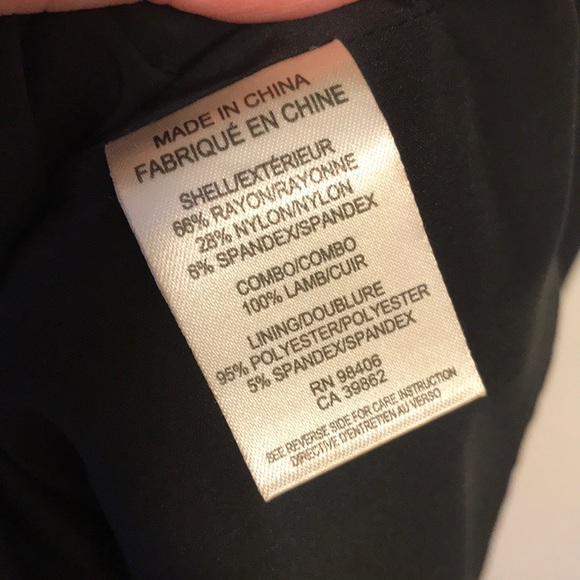 MADE IN CHINA
FABRIQUÉ EN CHINE
SHELL/EXTÉRIEUR
66% RAYON/RAYONNE
28% NYLON/NYLON
6% SPANDEX/SPANDEX
COMBO/COMBO
100% LAMB/CUIR
LINING/DOUBLURE
95% POLYESTER/POLYESTER
5% SPANDEX/SPANDEX
RN 98406
CA 39862
SEE REVERSE SIDE FOR CARE INSTRUCTION
DIRECTIVE D'ENTRETIEN AU VERSO